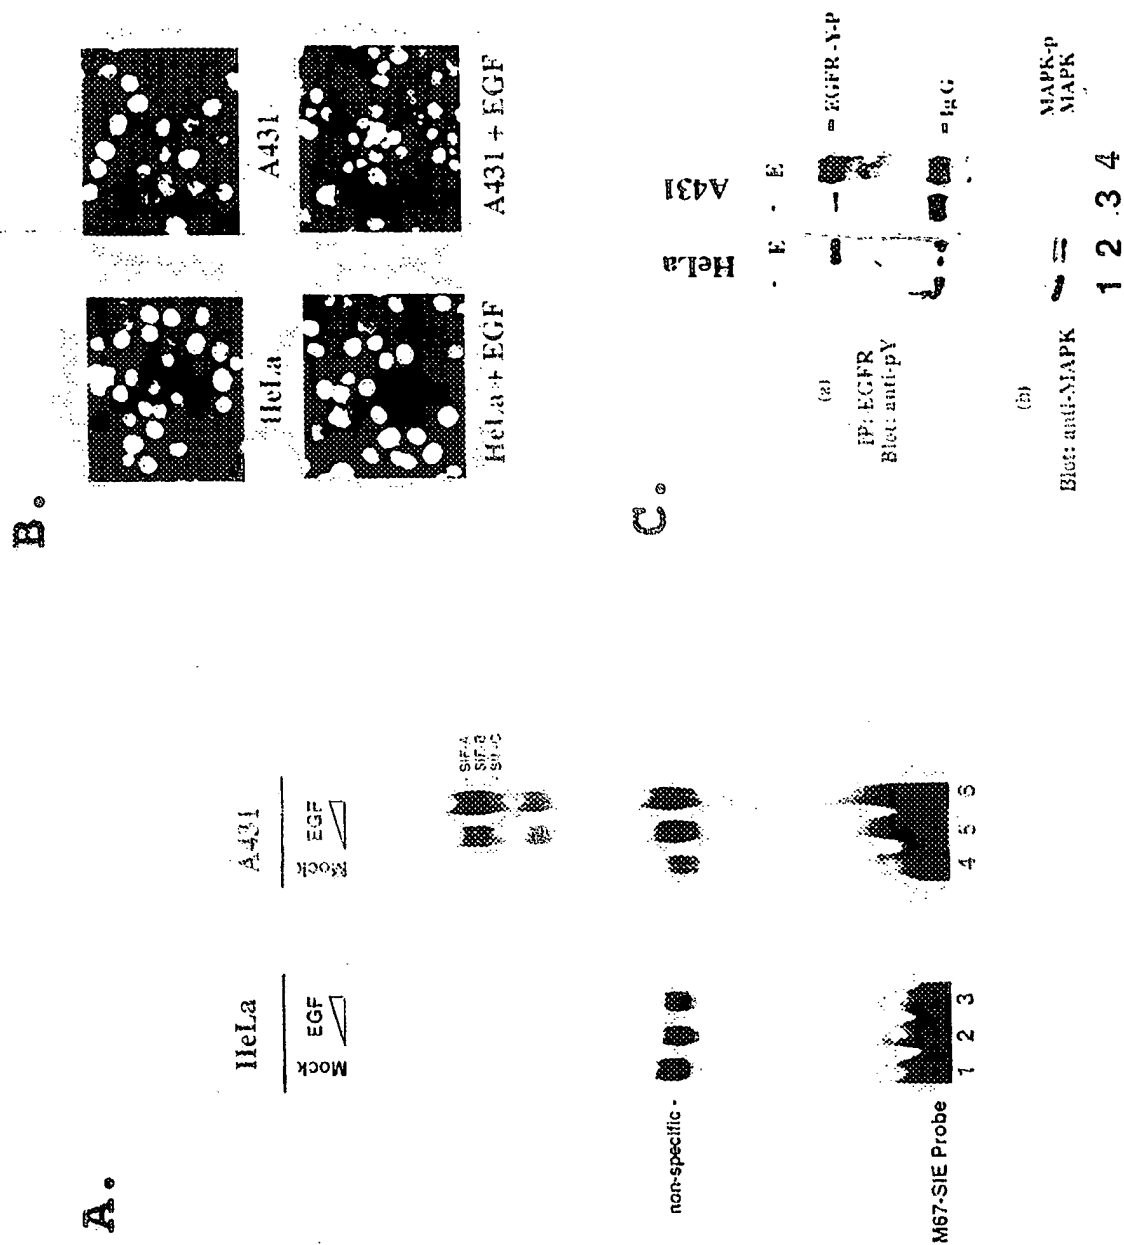 A.
HeLa
A431
Mock
EGF
Mock
EGF
SIF-A
SIF-B
SIF-C
non-specific -
M67-SIE Probe
1 2 3 4 5 6
B.
HeLa
A431
HeLa + EGF
A431 + EGF
C.
HeLa
A431
- E - E
(a)
IP: EGFR
Blot: anti-pY
EGFR-Y-P
IgG
(b)
Blot: anti-MAPK
MAPK-P
MAPK
1 2 3 4